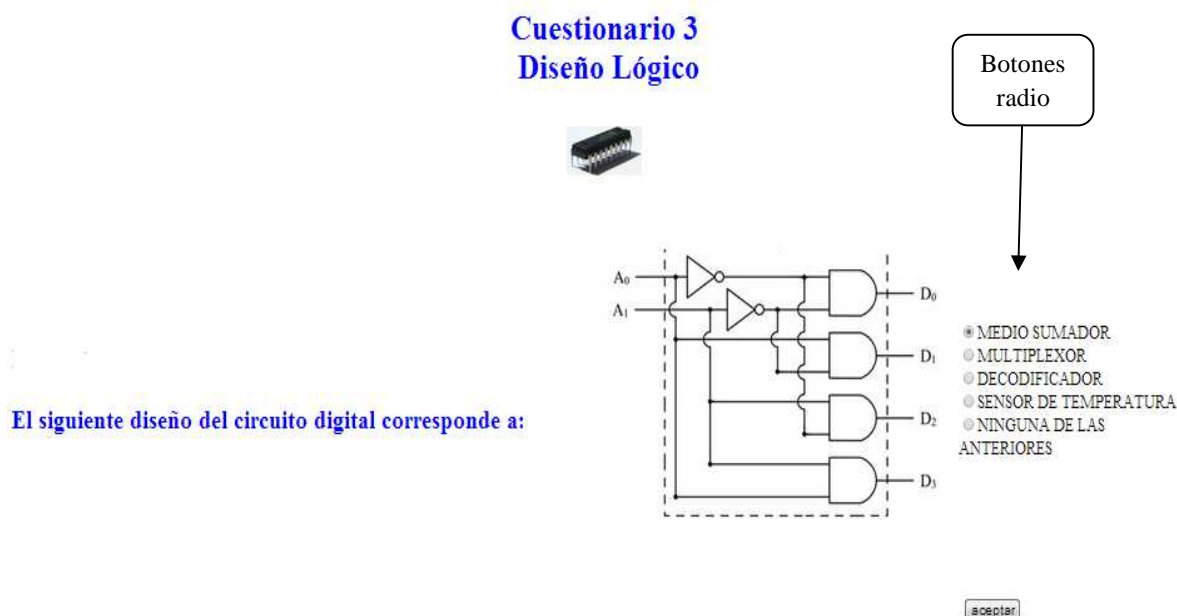 Cuestionario 3
Diseño Lógico
Botones
radio
El siguiente diseño del circuito digital corresponde a:
A0
A1
D0
D1
D2
D3
MEDIO SUMADOR
MULTIPLEXOR
DECODIFICADOR
SENSOR DE TEMPERATURA
NINGUNA DE LAS
ANTERIORES
aceptar